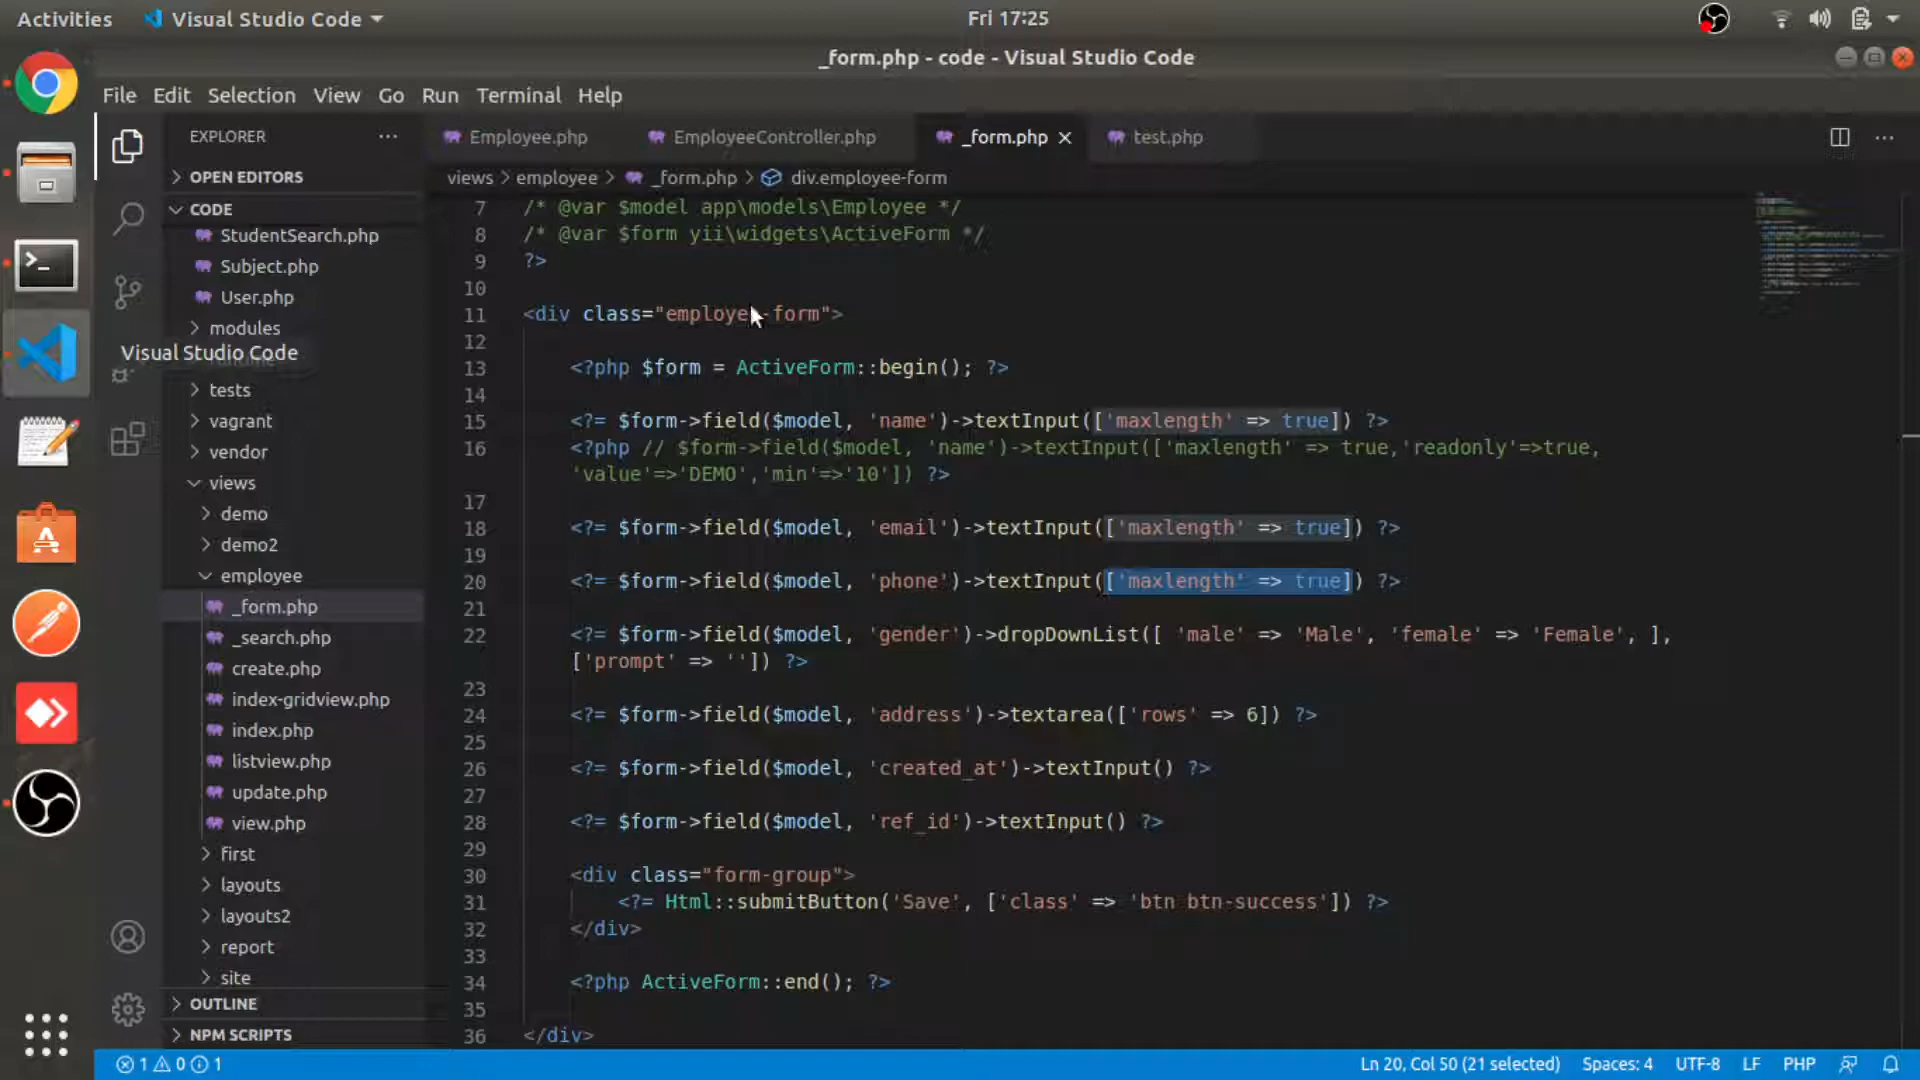 Activities
Visual Studio Code
Fri 17:25
_form.php - code - Visual Studio Code
File Edit Selection View Go Run Terminal Help
EXPLORER
Employee.php
EmployeeController.php
_form.php
test.php
OPEN EDITORS
views > employee > _form.php > div.employee-form
CODE
StudentSearch.php
Subject.php
User.php
modules
Visual Studio Code
tests
vagrant
vendor
views
demo
demo2
employee
_form.php
_search.php
create.php
index-gridview.php
index.php
listview.php
update.php
view.php
first
layouts
layouts2
report
site
OUTLINE
NPM SCRIPTS
7 /* @var $model app\models\Employee */
8 /* @var $form yii\widgets\ActiveForm */
9 ?>
10
11 <div class="employee-form">
12
13 <?php $form = ActiveForm::begin(); ?>
14
15 <?= $form->field($model, 'name')->textInput(['maxlength' => true]) ?>
16 <?php // $form->field($model, 'name')->textInput(['maxlength' => true,'readonly'=>true,
'value'=>'DEMO','min'=>'10']) ?>
17
18 <?= $form->field($model, 'email')->textInput(['maxlength' => true]) ?>
19
20 <?= $form->field($model, 'phone')->textInput(['maxlength' => true]) ?>
21
22 <?= $form->field($model, 'gender')->dropDownList([ 'male' => 'Male', 'female' => 'Female', ],
['prompt' => '']) ?>
23
24 <?= $form->field($model, 'address')->textarea(['rows' => 6]) ?>
25
26 <?= $form->field($model, 'created_at')->textInput() ?>
27
28 <?= $form->field($model, 'ref_id')->textInput() ?>
29
30 <div class="form-group">
31 <?= Html::submitButton('Save', ['class' => 'btn btn-success']) ?>
32 </div>
33
34 <?php ActiveForm::end(); ?>
35
36 </div>
1 0 1
Ln 20, Col 50 (21 selected) Spaces: 4 UTF-8 LF PHP